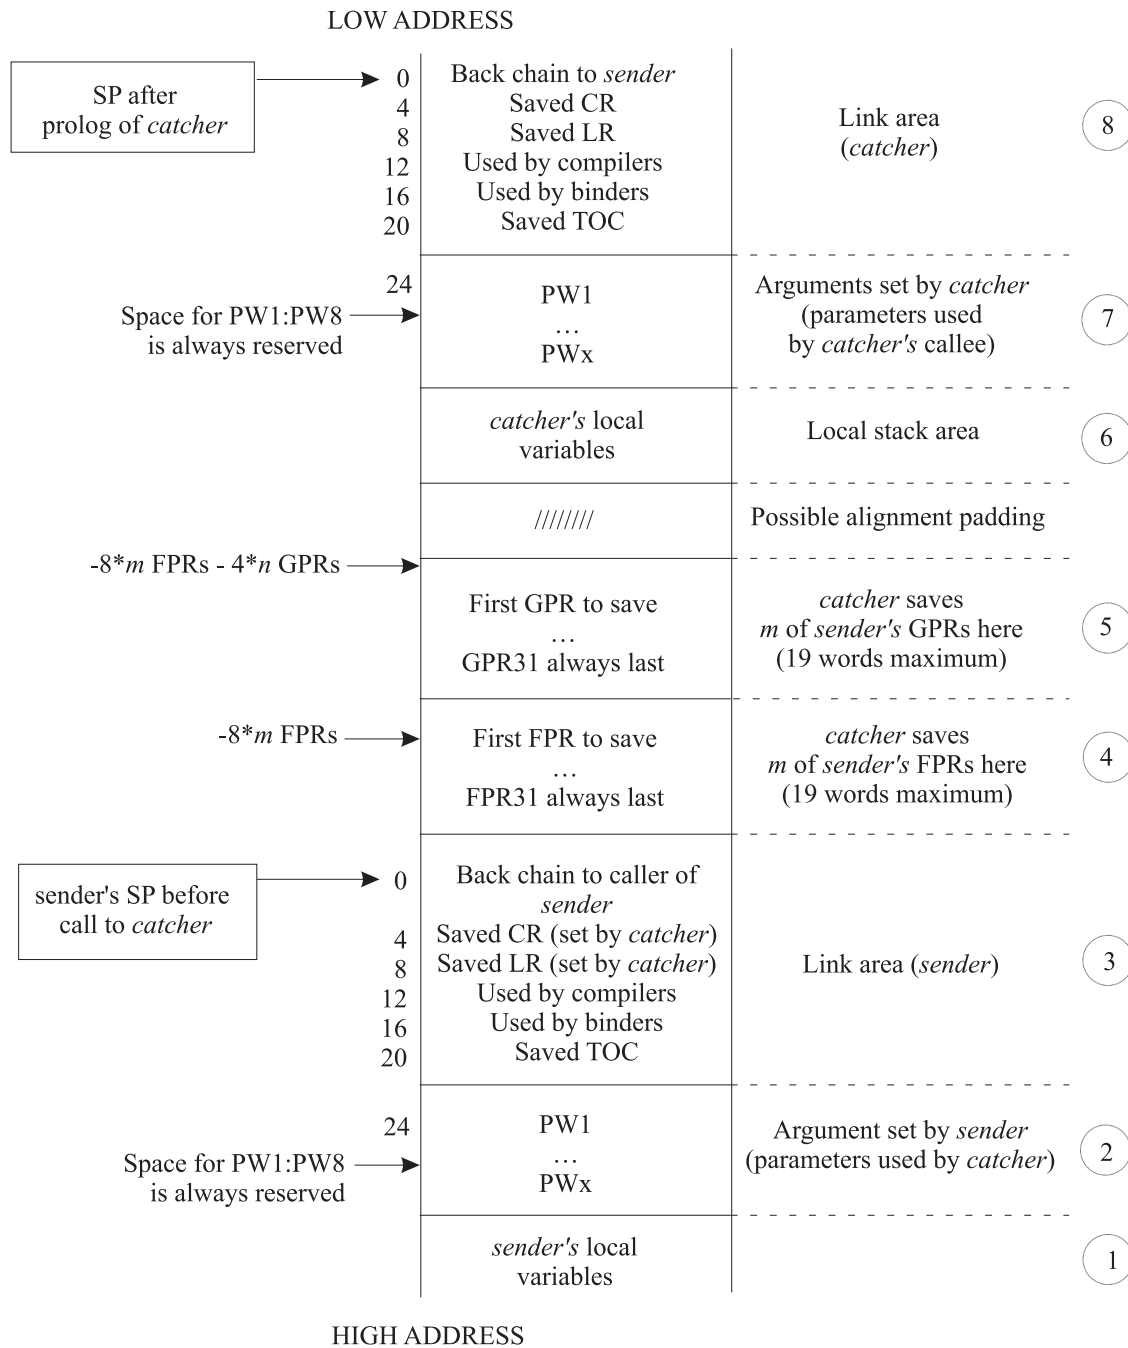 LOW ADDRESS
SP after
prolog of catcher
0
Back chain to sender
4
Saved CR
8
Saved LR
12
Used by compilers
16
Used by binders
20
Saved TOC
Link area
(catcher)
8
24
Space for PW1:PW8
is always reserved
PW1
...
PWx
Arguments set by catcher
(parameters used
by catcher's callee)
7
catcher's local
variables
Local stack area
6
////////
Possible alignment padding
-8*m FPRs - 4*n GPRs
First GPR to save
...
GPR31 always last
catcher saves
m of sender's GPRs here
(19 words maximum)
5
-8*m FPRs
First FPR to save
...
FPR31 always last
catcher saves
m of sender's FPRs here
(19 words maximum)
4
sender's SP before
call to catcher
0
Back chain to caller of
sender
4
Saved CR (set by catcher)
8
Saved LR (set by catcher)
12
Used by compilers
16
Used by binders
20
Saved TOC
Link area (sender)
3
24
Space for PW1:PW8
is always reserved
PW1
...
PWx
Argument set by sender
(parameters used by catcher)
2
sender's local
variables
1
HIGH ADDRESS